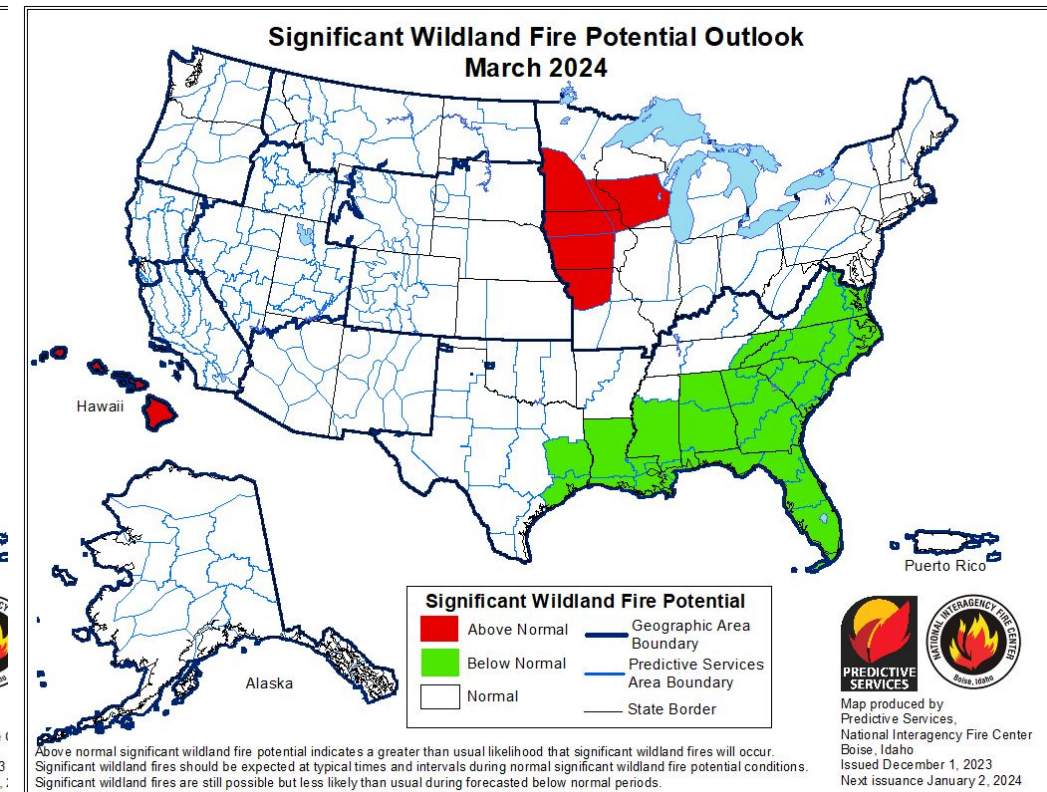 Significant Wildland Fire Potential Outlook
March 2024
Hawaii
Alaska
Puerto Rico
Significant Wildland Fire Potential
Above Normal
Below Normal
Normal
Geographic Area
Boundary
Predictive Services
Area Boundary
State Border
PREDICTIVE
SERVICES
NATIONAL INTERAGENCY FIRE CENTER
Boise, Idaho
Map produced by
Predictive Services,
National Interagency Fire Center
Boise, Idaho
Issued December 1, 2023
Next issuance January 2, 2024
Above normal significant wildland fire potential indicates a greater than usual likelihood that significant wildland fires will occur.
Significant wildland fires should be expected at typical times and intervals during normal significant wildland fire potential conditions.
Significant wildland fires are still possible but less likely than usual during forecasted below normal periods.